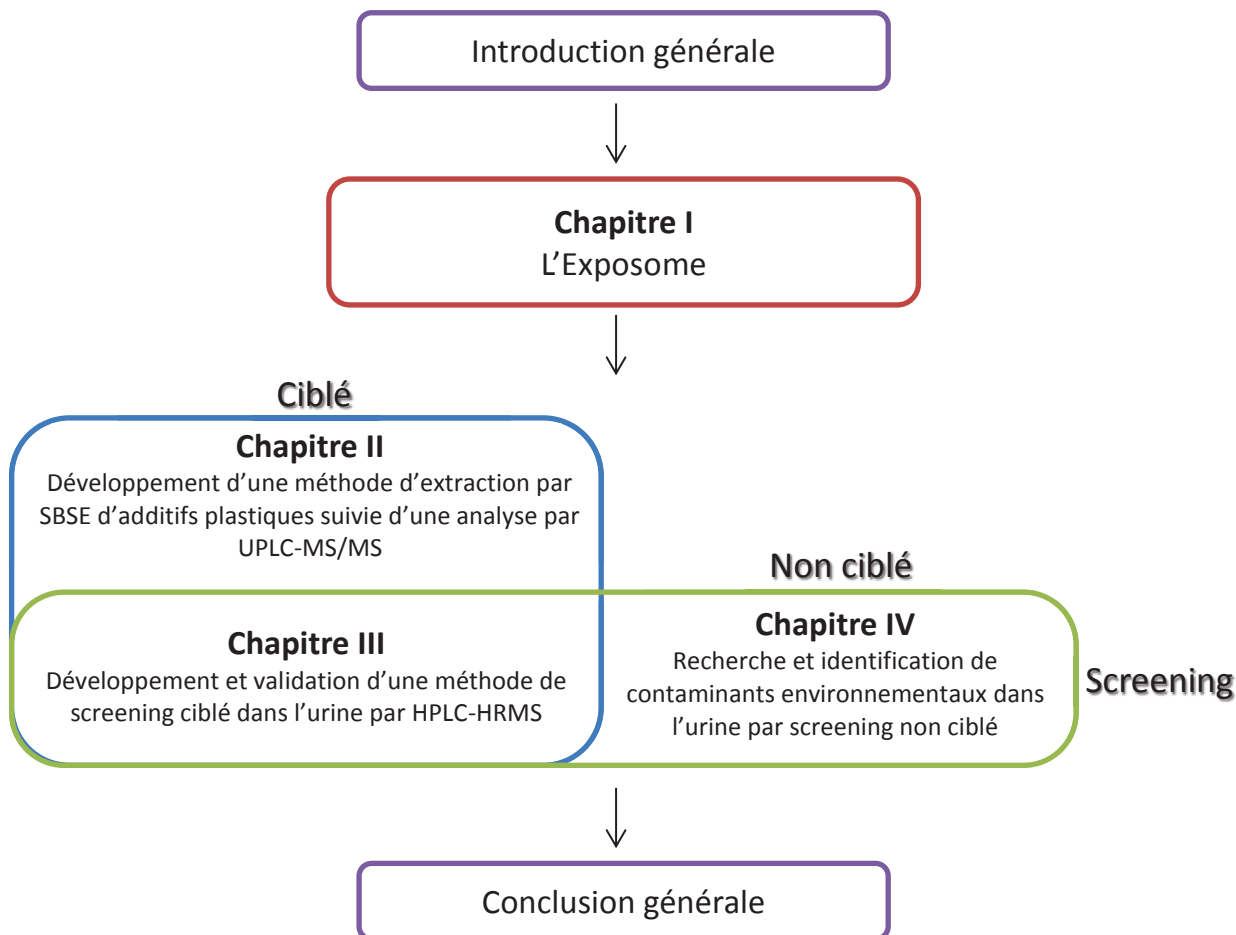 Introduction générale
Chapitre I
L’Exposome
Ciblé
Chapitre II
Développement d’une méthode d’extraction par
SBSE d’additifs plastiques suivie d’une analyse par
UPLC-MS/MS
Non ciblé
Chapitre III
Développement et validation d’une méthode de
screening ciblé dans l’urine par HPLC-HRMS
Chapitre IV
Recherche et identification de
contaminants environnementaux dans
l’urine par screening non ciblé
Screening
Conclusion générale